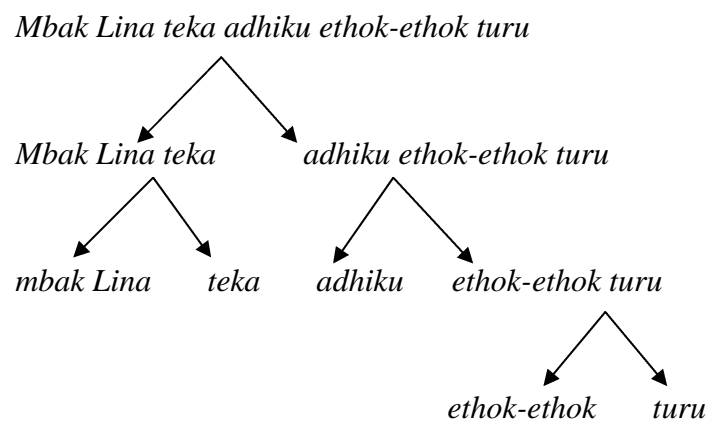 Mbak Lina teka adhiku ethok-ethok turu
Mbak Lina teka adhiku ethok-ethok turu
mbak Lina teka adhiku ethok-ethok turu
ethok-ethok turu